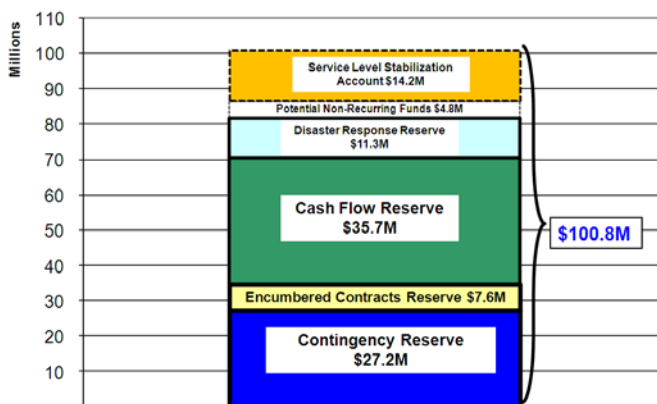 Millions
110
100
90
80
70
60
50
40
30
20
10
Service Level Stabilization
Account $14.2M
Potential Non-Recurring Funds $4.8M
Disaster Response Reserve
$11.3M
Cash Flow Reserve
$35.7M
Encumbered Contracts Reserve $7.6M
Contingency Reserve
$27.2M
$100.8M